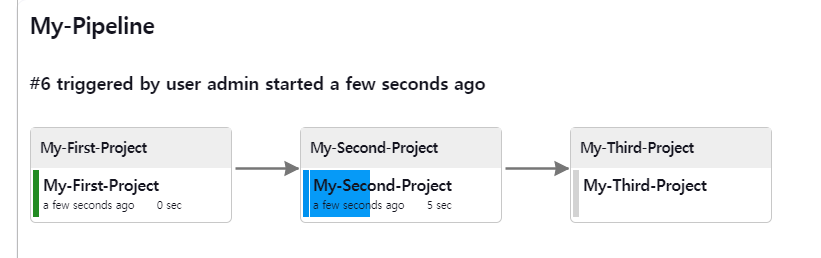 My-Pipeline
#6 triggered by user admin started a few seconds ago
My-First-Project
My-First-Project
a few seconds ago 0 sec
My-Second-Project
My-Second-Project
a few seconds ago 5 sec
My-Third-Project
My-Third-Project